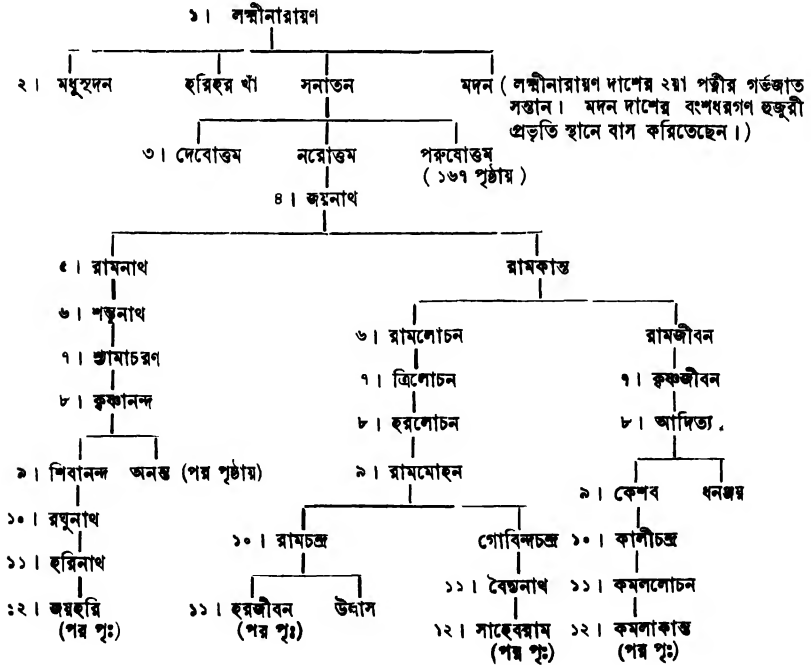 ১। লক্ষ্মীনারায়ণ
২। মধুসূদন হরিহর খাঁ সনাতন মদন (লক্ষ্মীনারায়ণ দাশের ২য়া পত্নীর গর্ভজাত
সন্তান। মদন দাশের বংশধরগণ হুজুরী
প্রভৃতি স্থানে বাস করিতেছেন।)
৩। দেবোত্তম নরোত্তম পরুষোত্তম
(১৬৭ পৃষ্ঠায়)
৪। জয়নাথ
৫। রামনাথ রামকান্ত
৬। শম্ভুনাথ
৬। রামলোচন রামজীবন
৭। শ্যামাচরণ
৭। ত্রিলোচন ৭। কৃষ্ণজীবন
৮। কৃষ্ণানন্দ
৮। হরলোচন ৮। আদিত্য
৯। শিবানন্দ অনন্ত (পর পৃষ্ঠায়) ৯। রামমোহন
৯। কেশব ধনঞ্জয়
১০। রঘুনাথ
১০। রামচন্দ্র গোবিন্দচন্দ্র ১০। কালীচন্দ্র
১১। হরিনাথ
১১। বৈদ্যনাথ ১১। কমললোচন
১২। জয়হরি ১১। হরজীবন উল্লাস
(পর পৃঃ) (পর পৃঃ)
১২। সাহেবরাম ১২। কমলাকান্ত
(পর পৃঃ) (পর পৃঃ)